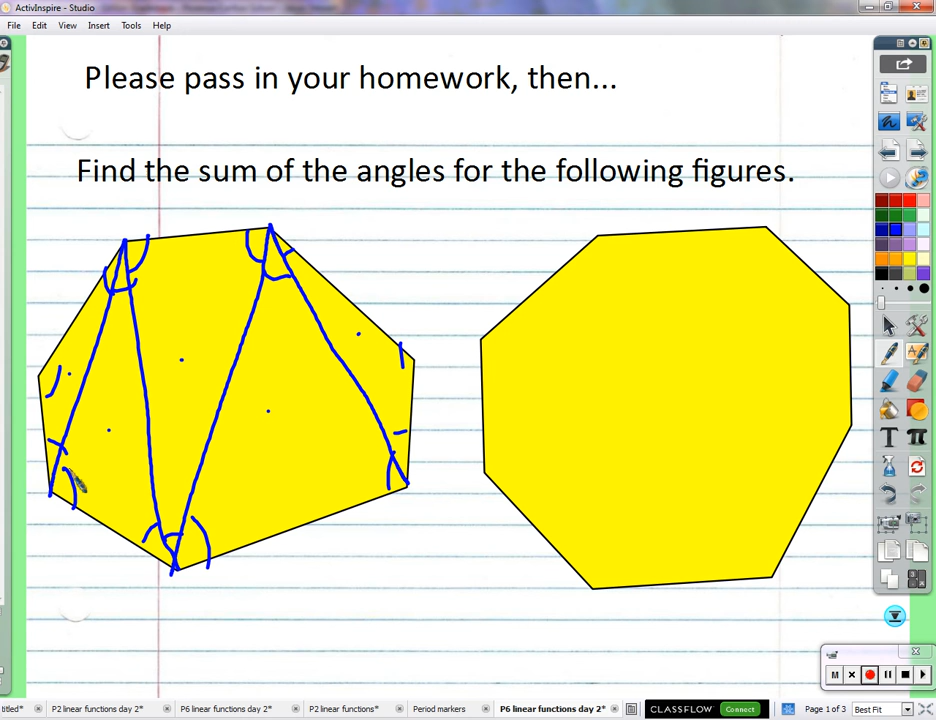 ActivInspire - Studio
File Edit View Insert Tools Help
Please pass in your homework, then...
Find the sum of the angles for the following figures.
T π
M
titled* P2 linear functions day 2* P6 linear functions day 2* P2 linear functions* Period markers P6 linear functions day 2* CLASSFLOW Connect Page 1 of 3 Best Fit